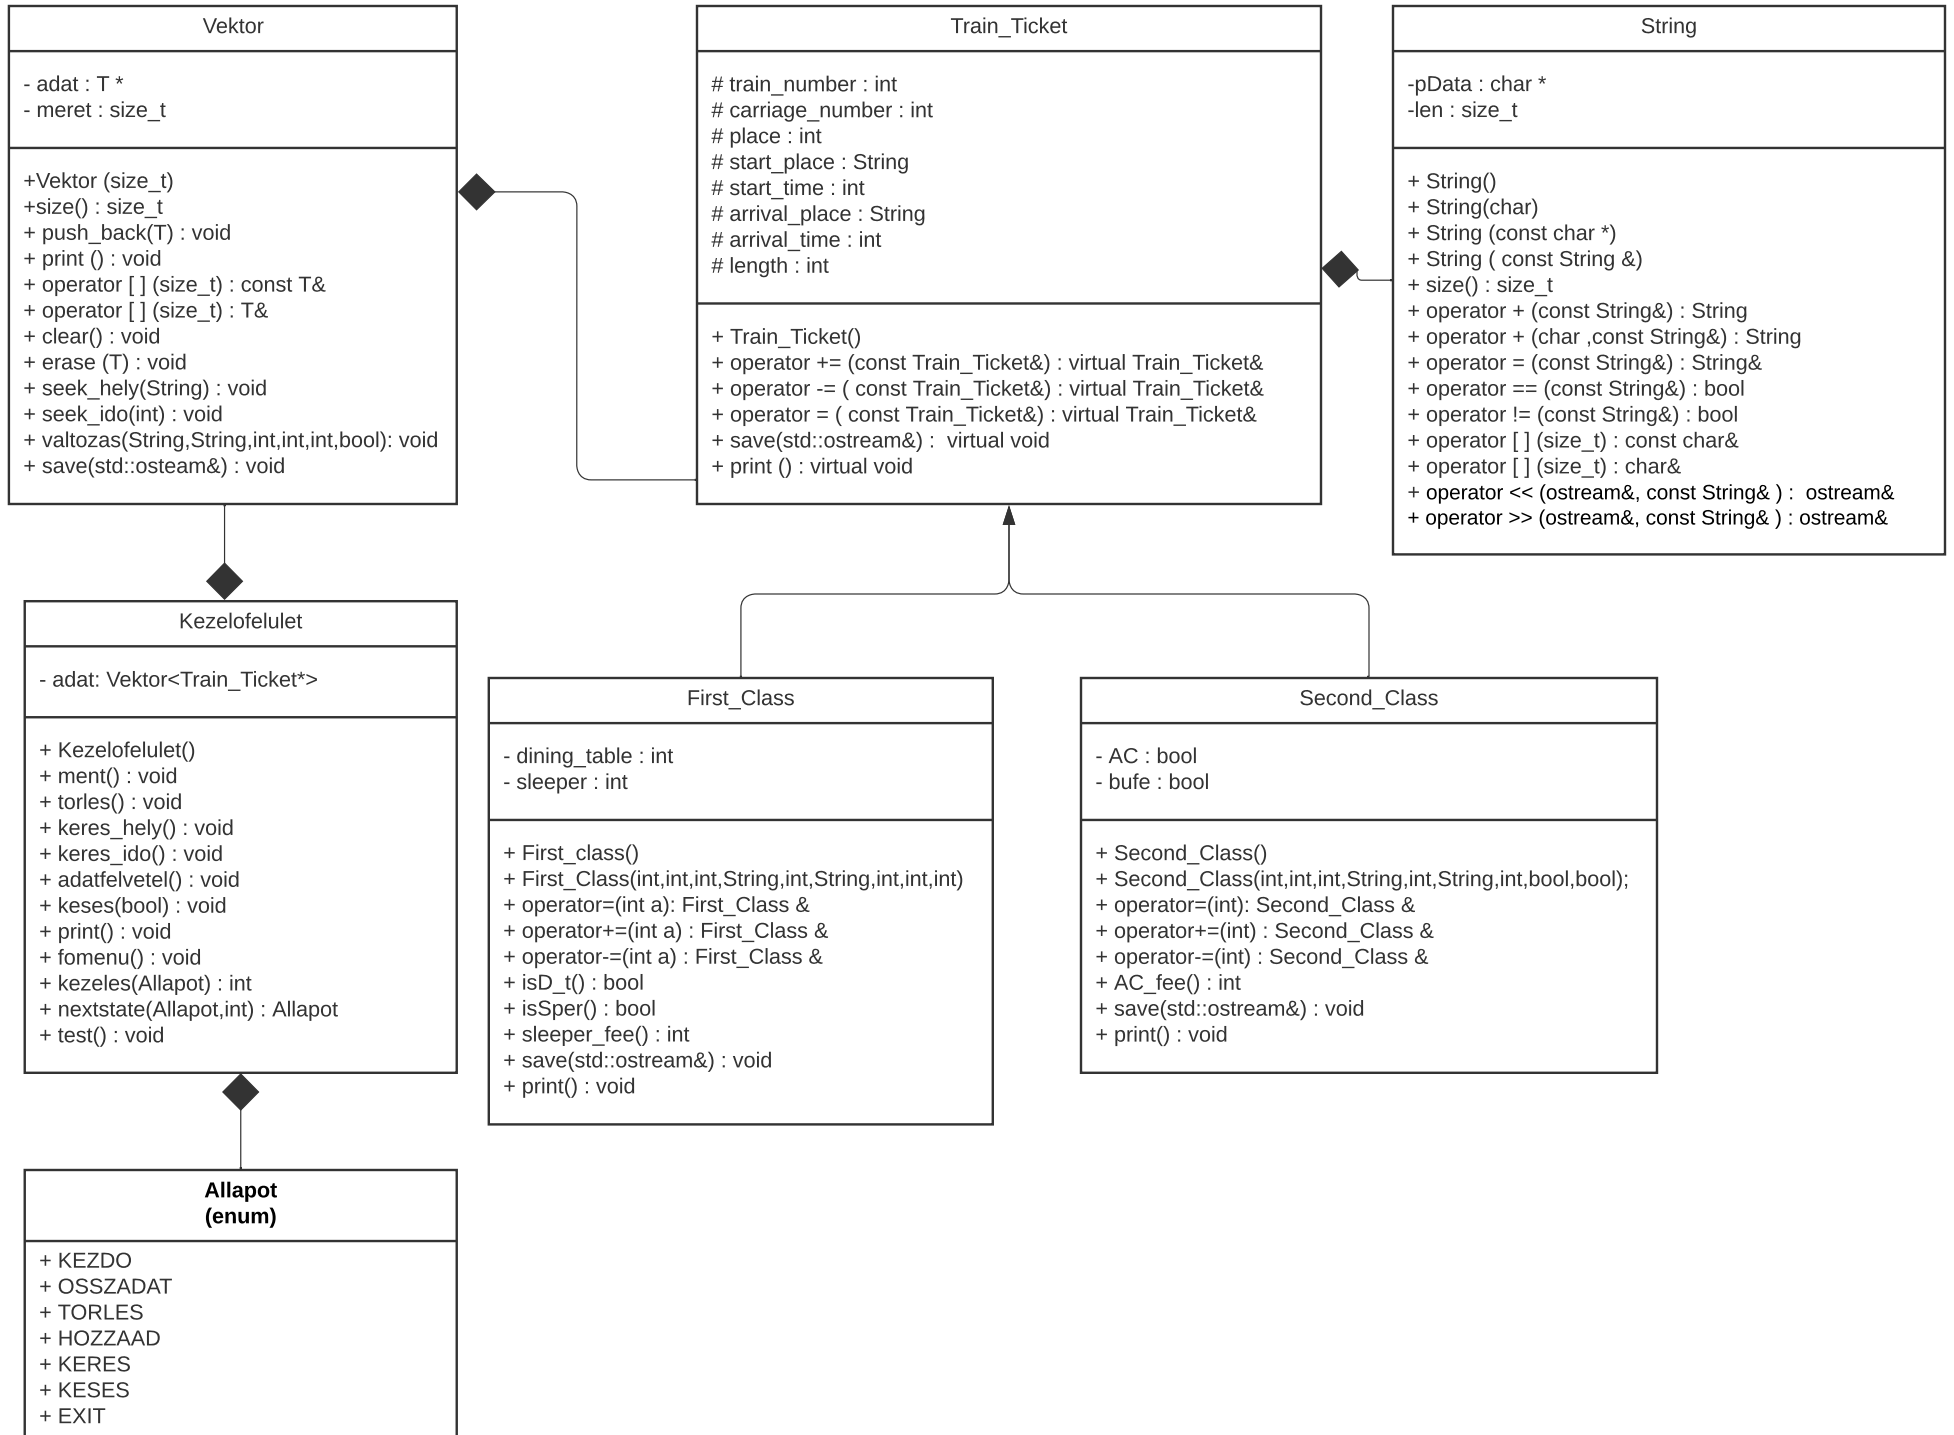 Vektor
- adat : T *
- meret : size_t
+Vektor (size_t)
+size() : size_t
+ push_back(T) : void
+ print () : void
+ operator [ ] (size_t) : const T&
+ operator [ ] (size_t) : T&
+ clear() : void
+ erase (T) : void
+ seek_hely(String) : void
+ seek_ido(int) : void
+ valtozas(String,String,int,int,int,bool): void
+ save(std::osteam&) : void
Train_Ticket
# train_number : int
# carriage_number : int
# place : int
# start_place : String
# start_time : int
# arrival_place : String
# arrival_time : int
# length : int
+ Train_Ticket()
+ operator += (const Train_Ticket&) : virtual Train_Ticket&
+ operator -= ( const Train_Ticket&) : virtual Train_Ticket&
+ operator = ( const Train_Ticket&) : virtual Train_Ticket&
+ save(std::ostream&) :  virtual void
+ print () : virtual void
String
-pData : char *
-len : size_t
+ String()
+ String(char)
+ String (const char *)
+ String ( const String &)
+ size() : size_t
+ operator + (const String&) : String
+ operator + (char ,const String&) : String
+ operator = (const String&) : String&
+ operator == (const String&) : bool
+ operator != (const String&) : bool
+ operator [ ] (size_t) : const char&
+ operator [ ] (size_t) : char&
+ operator << (ostream&, const String& ) :  ostream&
+ operator >> (ostream&, const String& ) : ostream&
Kezelofelulet
- adat: Vektor<Train_Ticket*>
+ Kezelofelulet()
+ ment() : void
+ torles() : void
+ keres_hely() : void
+ keres_ido() : void
+ adatfelvetel() : void
+ keses(bool) : void
+ print() : void
+ fomenu() : void
+ kezeles(Allapot) : int
+ nextstate(Allapot,int) : Allapot
+ test() : void
First_Class
- dining_table : int
- sleeper : int
+ First_class()
+ First_Class(int,int,int,String,int,String,int,int,int)
+ operator=(int a): First_Class &
+ operator+=(int a) : First_Class &
+ operator-=(int a) : First_Class &
+ isD_t() : bool
+ isSper() : bool
+ sleeper_fee() : int
+ save(std::ostream&) : void
+ print() : void
Second_Class
- AC : bool
- bufe : bool
+ Second_Class()
+ Second_Class(int,int,int,String,int,String,int,bool,bool);
+ operator=(int): Second_Class &
+ operator+=(int) : Second_Class &
+ operator-=(int) : Second_Class &
+ AC_fee() : int
+ save(std::ostream&) : void
+ print() : void
Allapot
(enum)
+ KEZDO
+ OSSZADAT
+ TORLES
+ HOZZAAD
+ KERES
+ KESES
+ EXIT